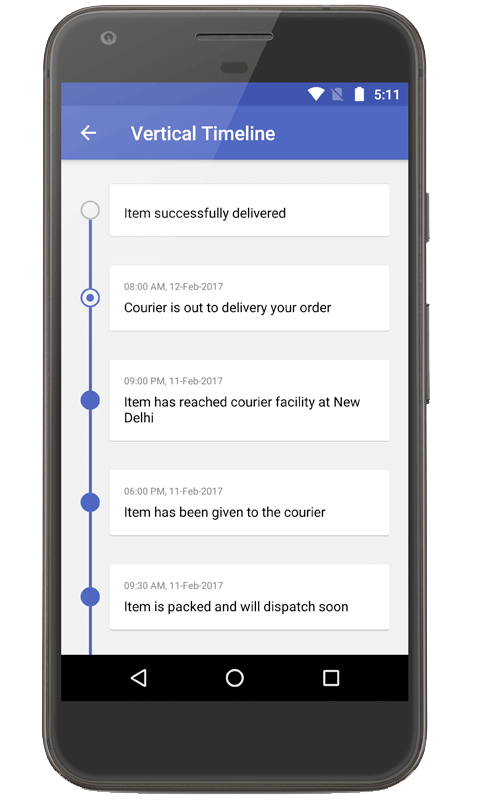 5:11
Vertical Timeline
Item successfully delivered
08:00 AM, 12-Feb-2017
Courier is out to delivery your order
09:00 PM, 11-Feb-2017
Item has reached courier facility at New
Delhi
06:00 PM, 11-Feb-2017
Item has been given to the courier
09:30 AM, 11-Feb-2017
Item is packed and will dispatch soon